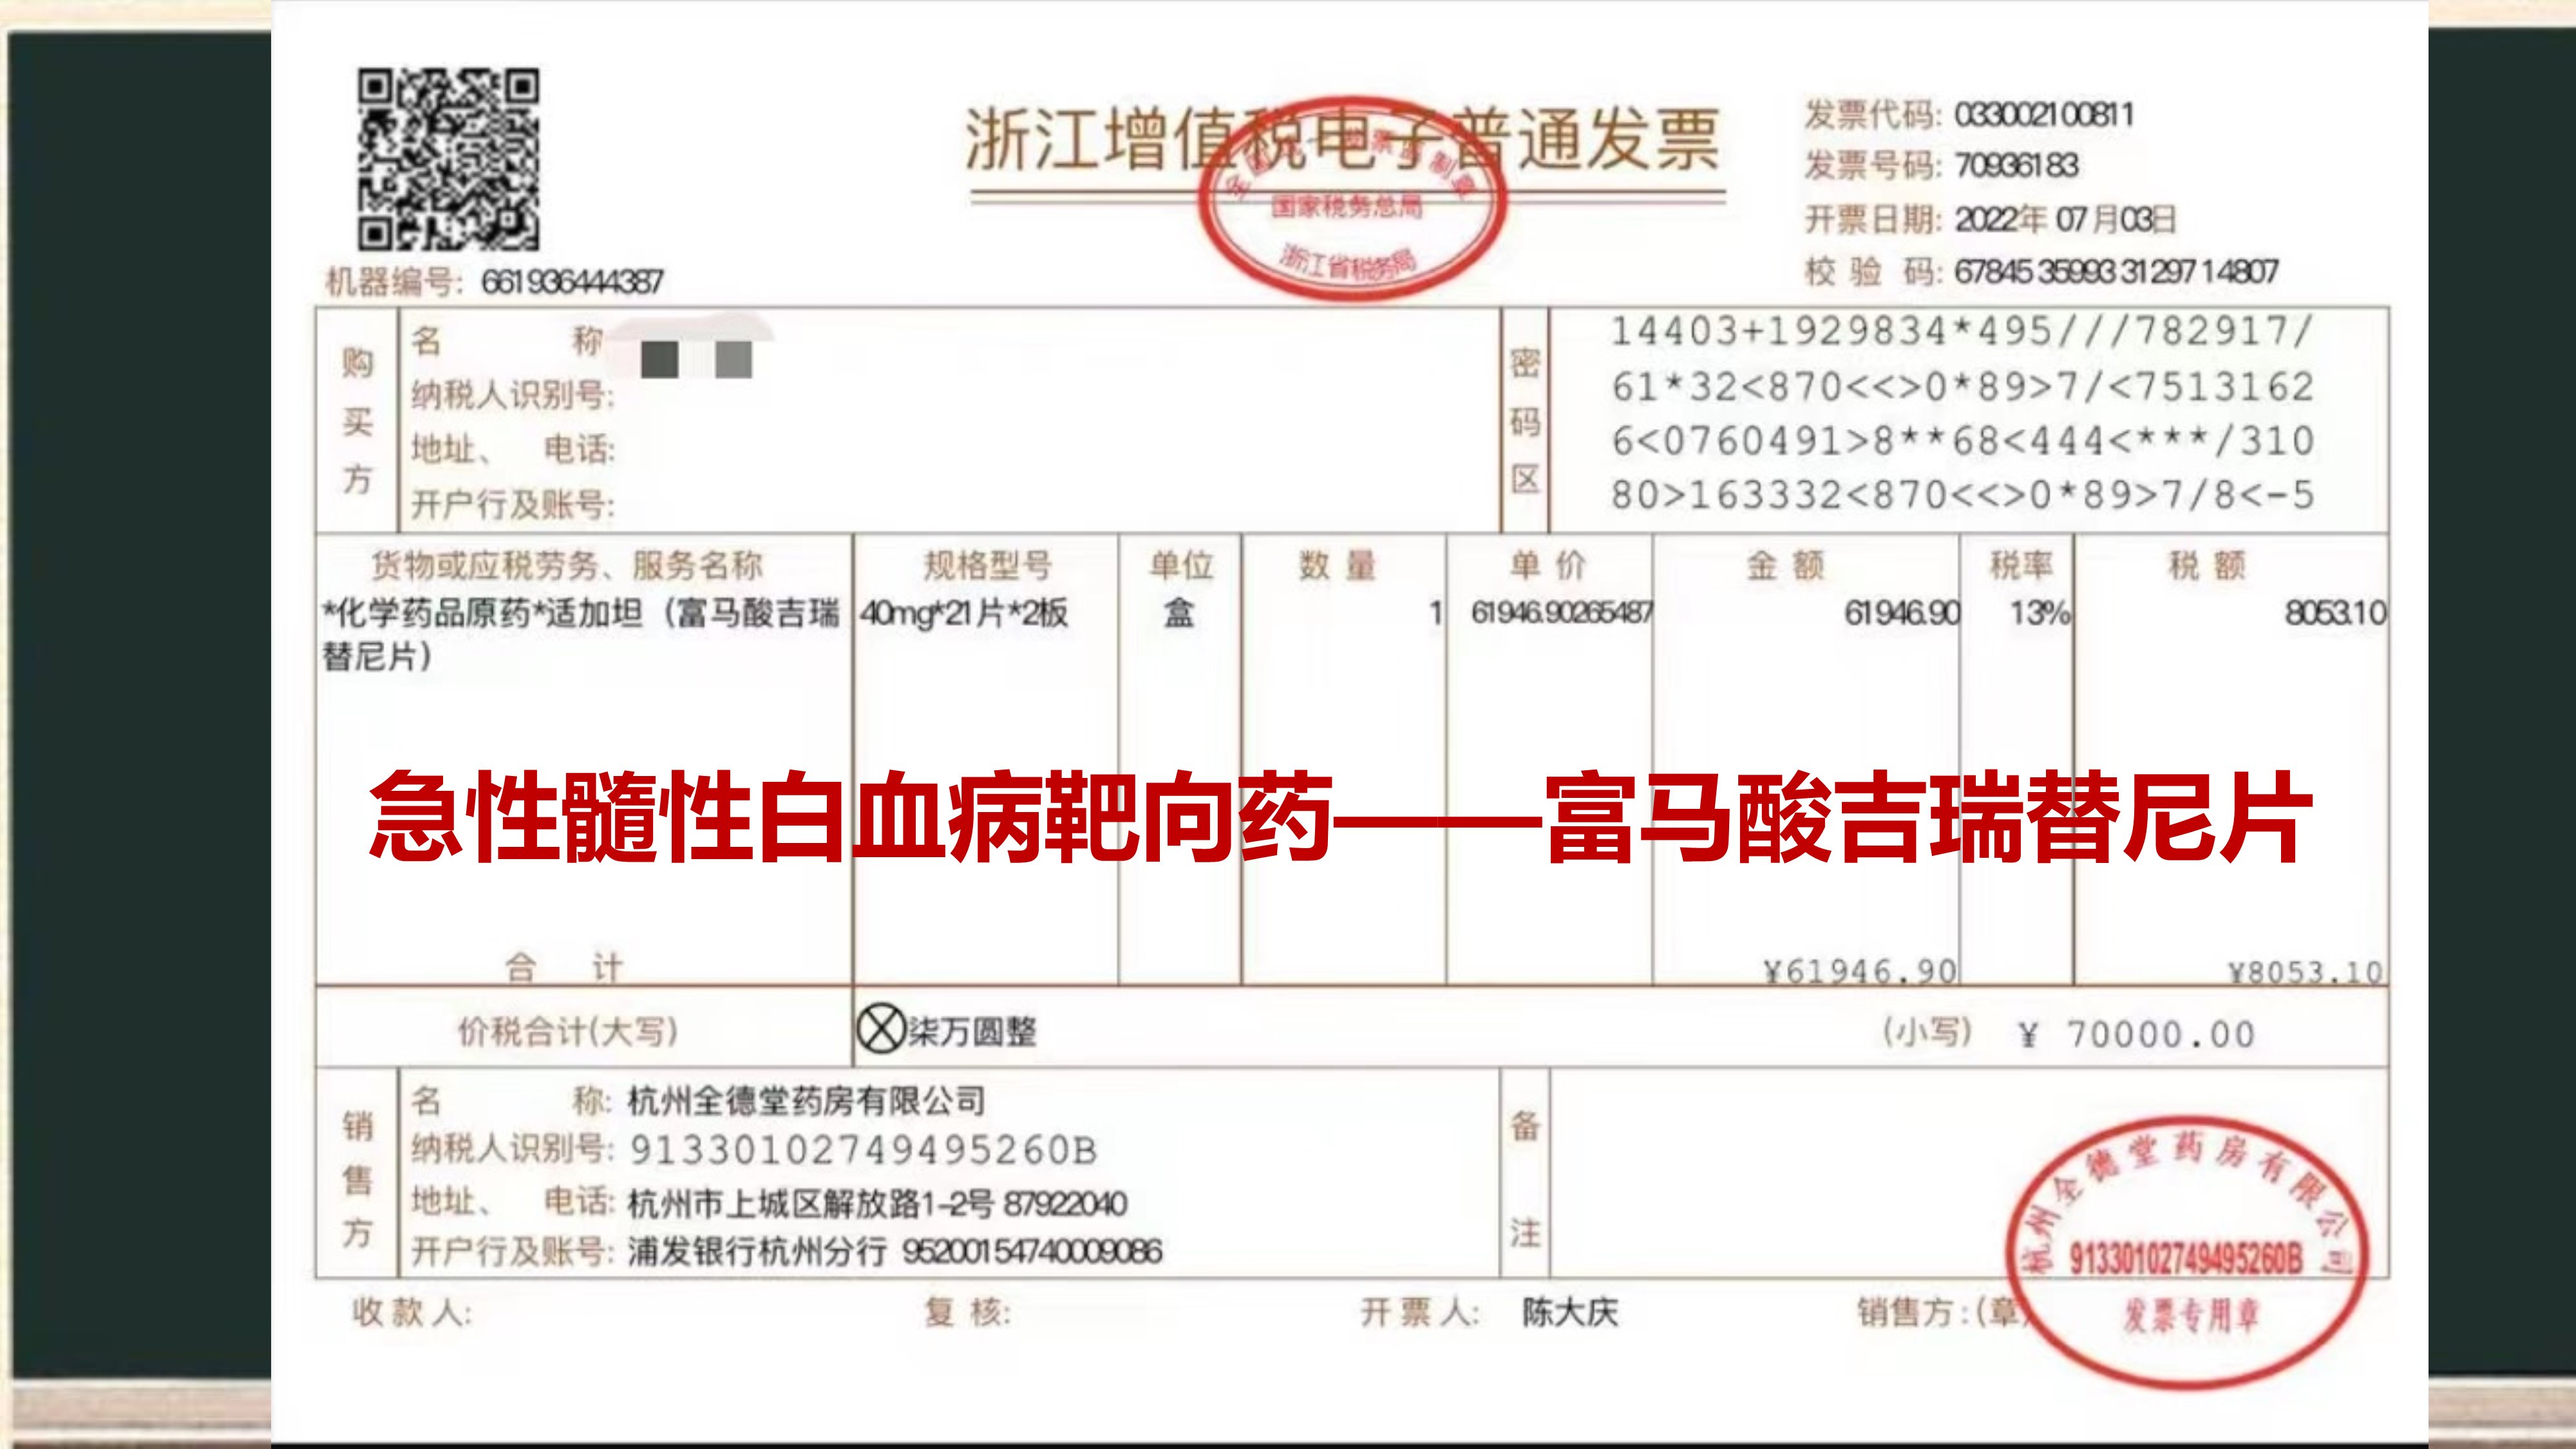 浙江增值税电子普通发票
全国统一发票监制章
国家税务总局
浙江省税务局
发票代码: 033002100811
发票号码: 70936183
开票日期: 2022年 07月03日
校 验 码: 67845 35993 31297 14807
机器编号: 661936444387
购买方
名 称
纳税人识别号:
地址、 电话:
开户行及账号:
密码区
14403+1929834*495///782917/
61*32<870<<>0*89>7/<7513162
6<0760491>8**68<444<***/310
80>163332<870<<>0*89>7/8<-5
货物或应税劳务、服务名称 规格型号 单位 数 量 单 价 金 额 税率 税 额
*化学药品原药*适加坦（富马酸吉瑞 40mg*21片*2板 盒 1 61946.90265487 61946.90 13% 8053.10
替尼片）
急性髓性白血病靶向药——富马酸吉瑞替尼片
合 计 ¥61946.90 ¥8053.10
价税合计(大写) 柒万圆整 (小写) ¥ 70000.00
销售方
名 称: 杭州全德堂药房有限公司
纳税人识别号: 91330102749495260B
地址、 电话: 杭州市上城区解放路1-2号 87922040
开户行及账号: 浦发银行杭州分行 95200154740009086
备注
杭州全德堂药房有限公司
91330102749495260B
发票专用章
收 款 人: 复 核: 开 票 人: 陈大庆 销售方:(章)